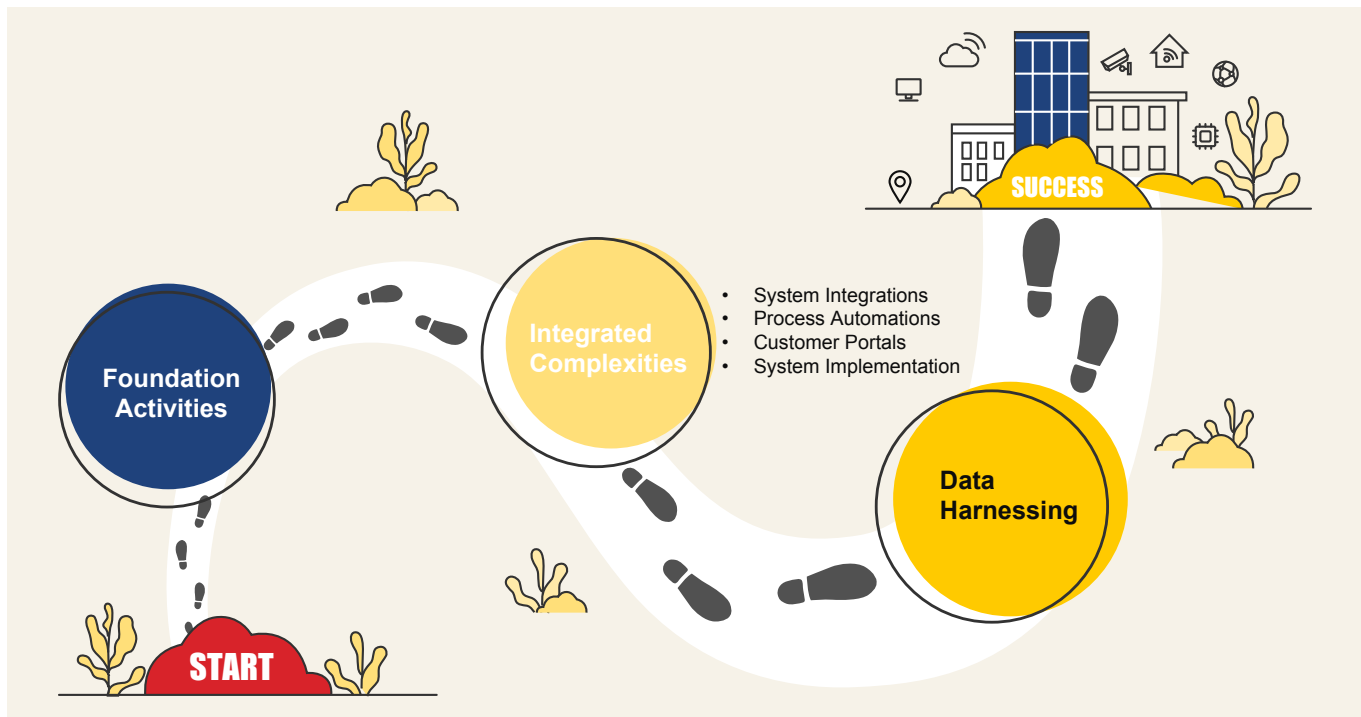 SUCCESS
Foundation
Activities
Integrated
Complexities
• System Integrations
• Process Automations
• Customer Portals
• System Implementation
Data
Harnessing
START